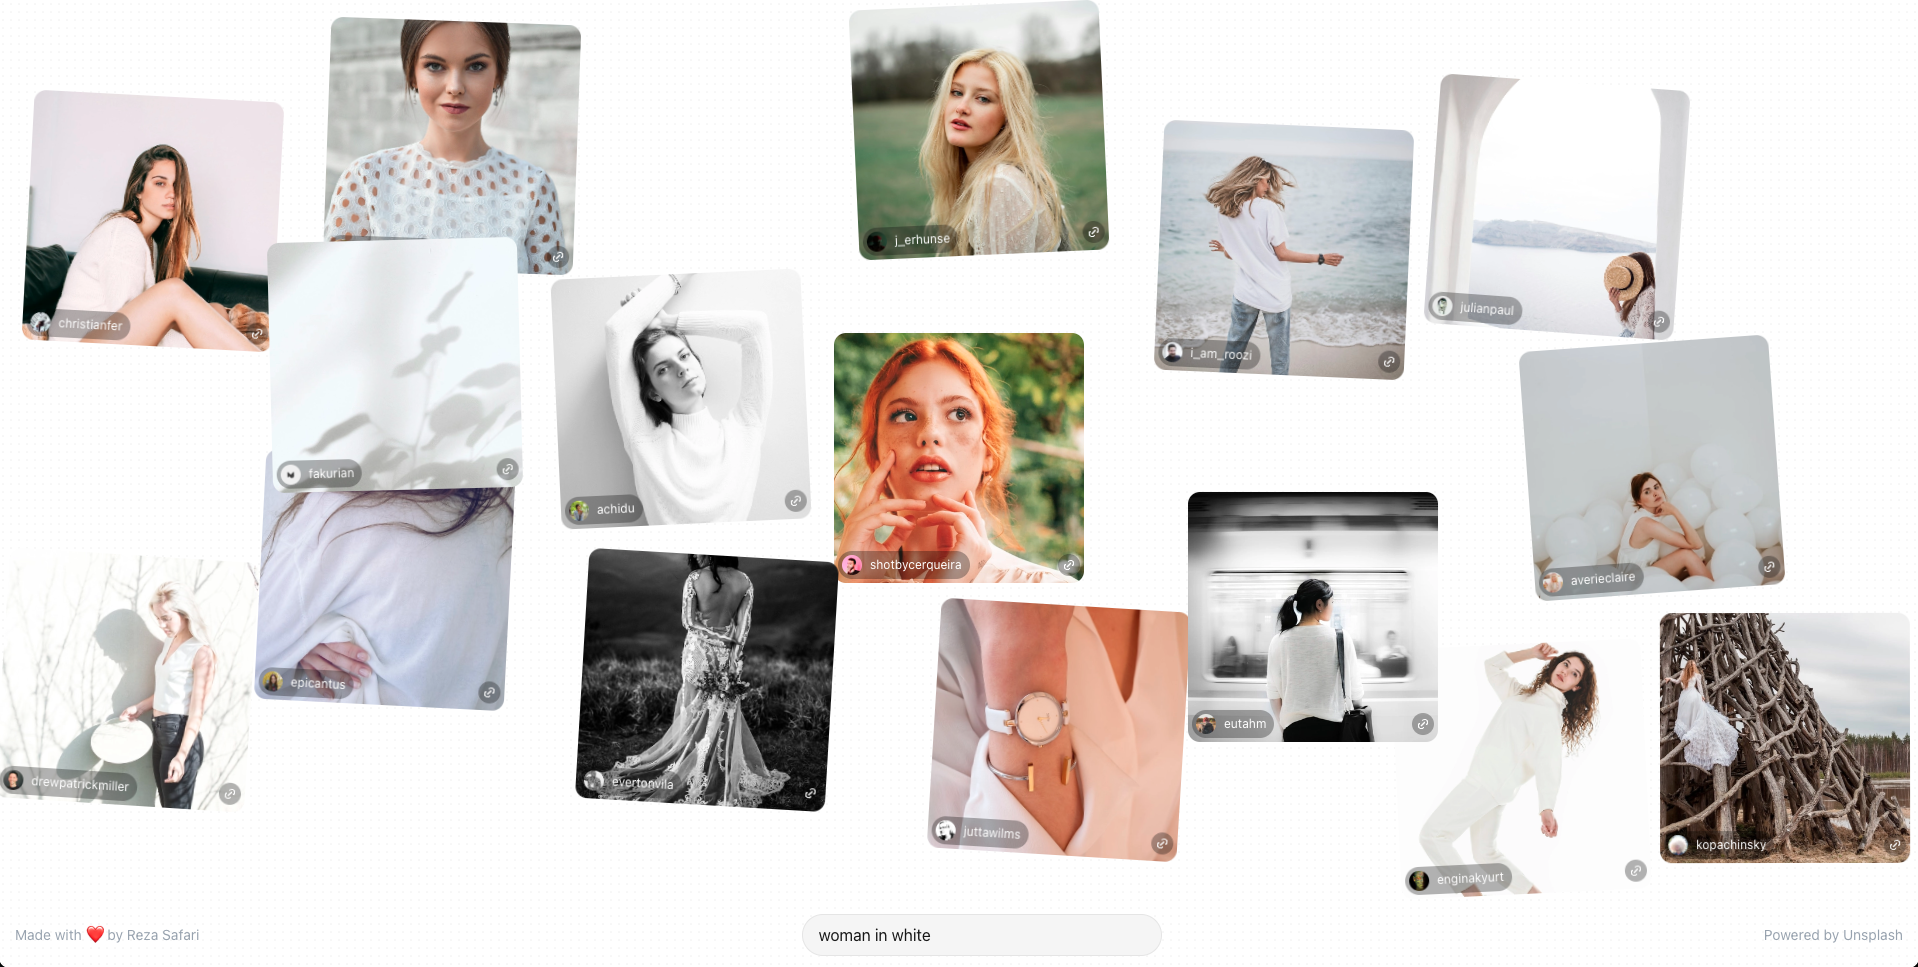 j_erhunse
christianfer
julianpaul
i_am_roozi
fakurian
achidu
shotbycerqueira
averieclaire
epicantus
eutahm
drewpatrickmiller
evertonvila
juttawilms
kopachinsky
enginakyurt
Made with ❤️ by Reza Safari
woman in white
Powered by Unsplash